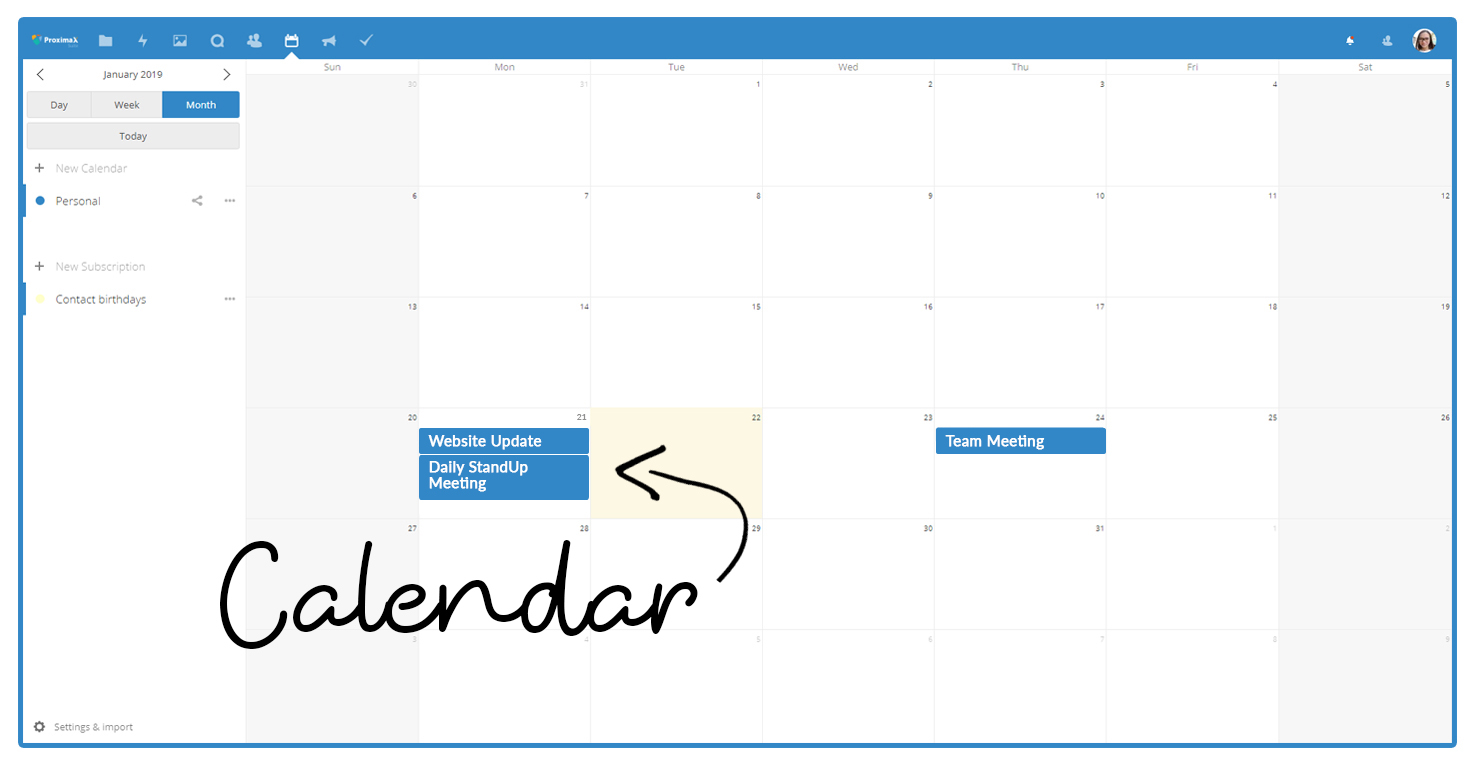 ProximaX
January 2019
Day Week Month
Today
New Calendar
Personal
New Subscription
Contact birthdays
Settings & import
Sun Mon Tue Wed Thu Fri Sat
30 31 1 2 3 4 5
6 7 8 9 10 11 12
13 14 15 16 17 18 19
20 21 22 23 24 25 26
Website Update
Daily StandUp
Meeting
Team Meeting
27 28 29 30 31 1 2
Calendar
3 4 5 6 7 8 9